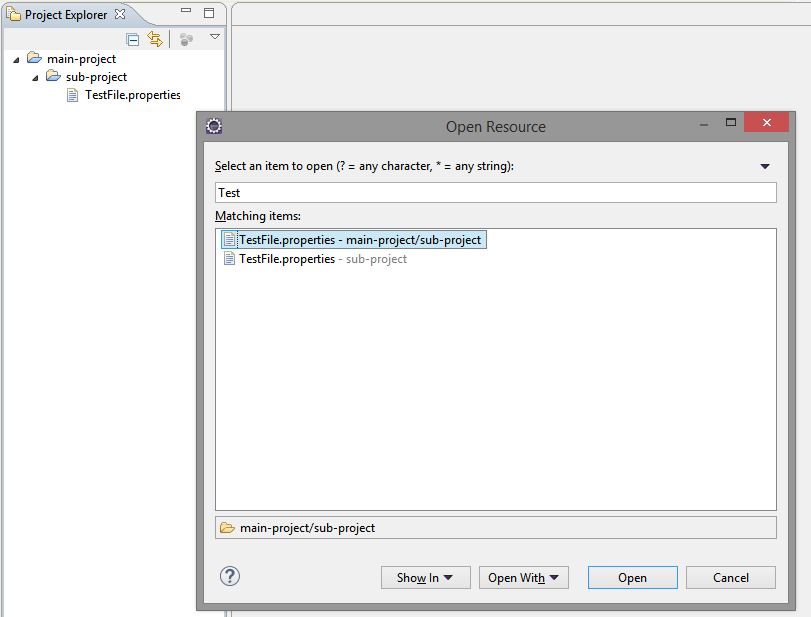 Project Explorer
main-project
sub-project
TestFile.properties
Open Resource
Select an item to open (? = any character, * = any string):
Test
Matching items:
TestFile.properties - main-project/sub-project
TestFile.properties - sub-project
main-project/sub-project
?
Show In
Open With
Open
Cancel